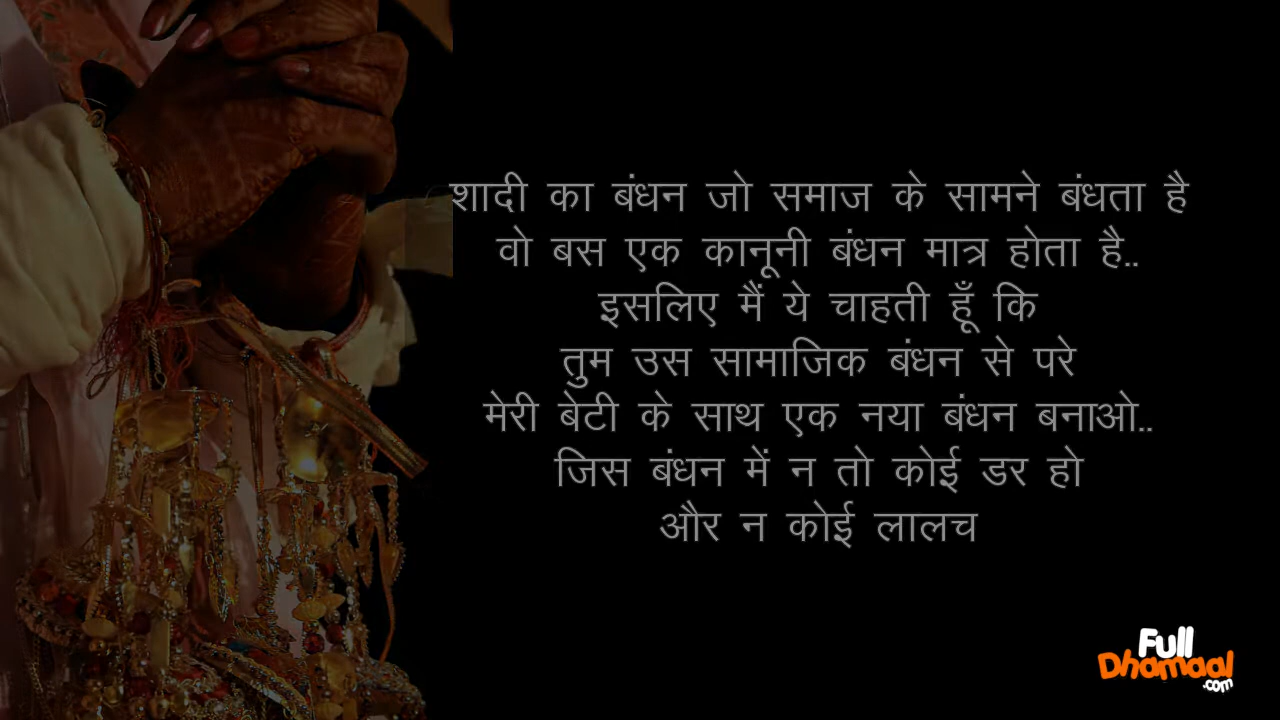 शादी का बंधन जो समाज के सामने बंधता है
वो बस एक कानूनी बंधन मात्र होता है..
इसलिए मैं ये चाहती हूँ कि
तुम उस सामाजिक बंधन से परे
मेरी बेटी के साथ एक नया बंधन बनाओ..
जिस बंधन में न तो कोई डर हो
और न कोई लालच
Full
Dhamaal
.com